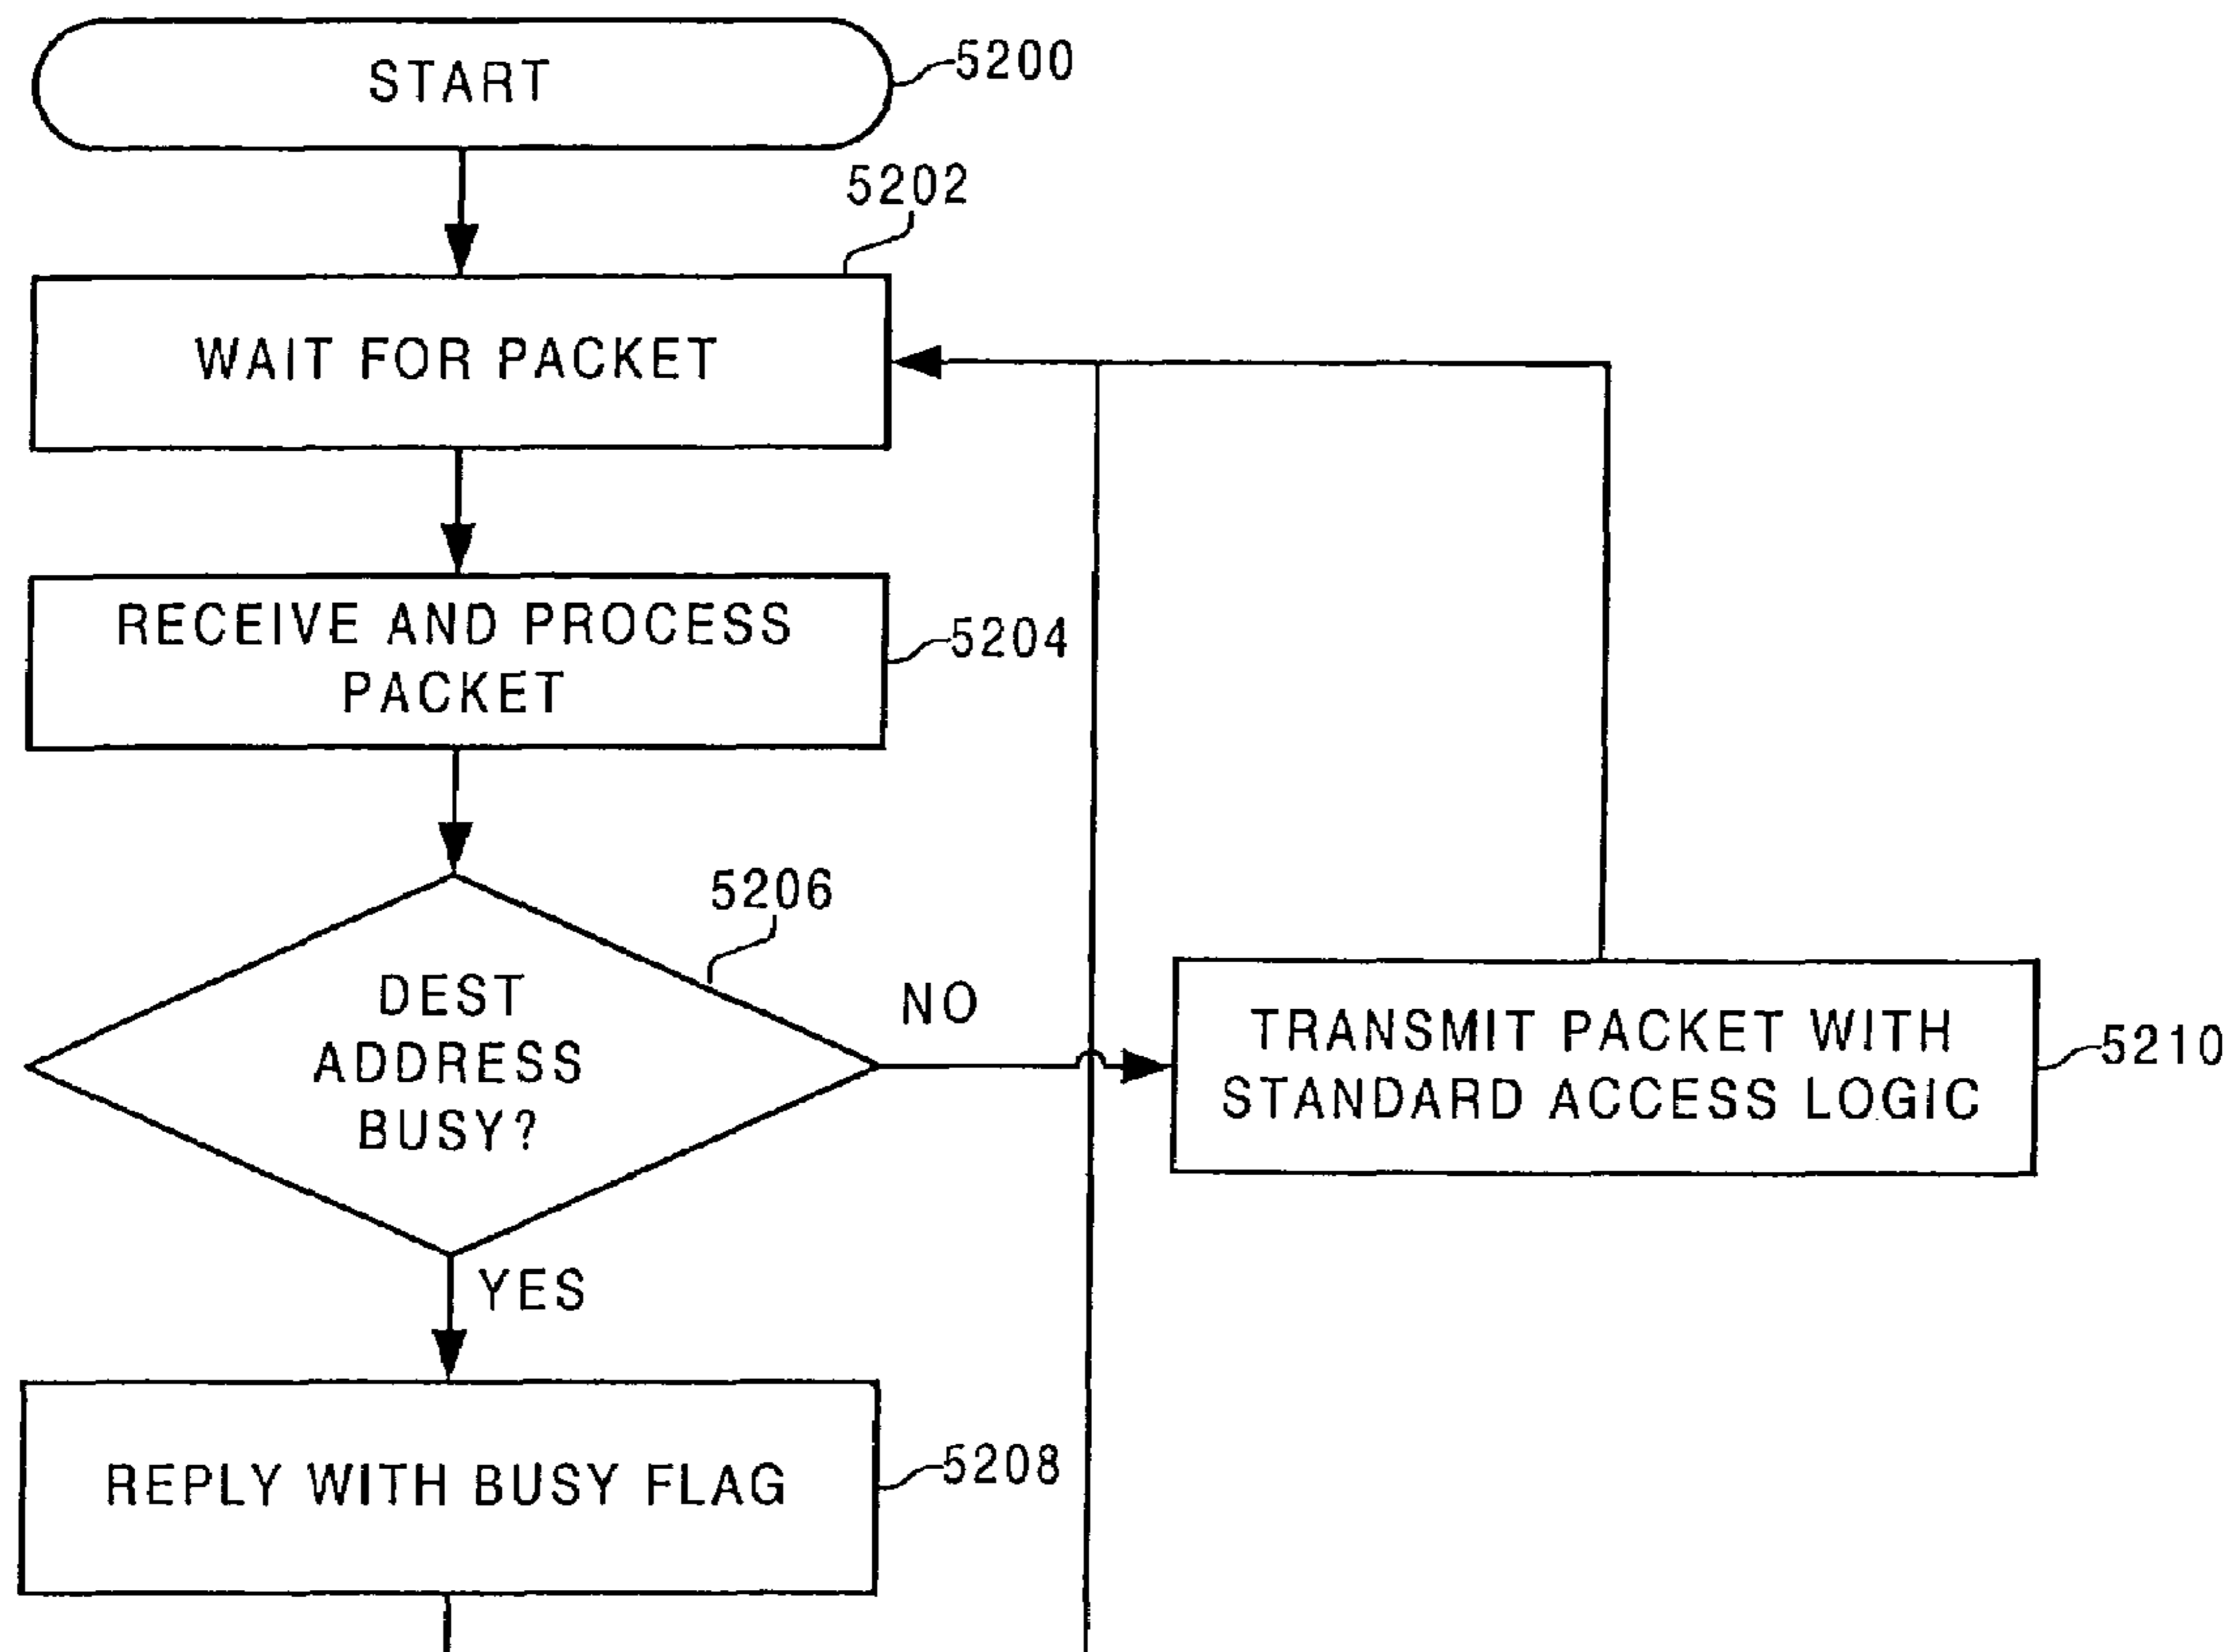 START
5200
5202
WAIT FOR PACKET
RECEIVE AND PROCESS
PACKET
5204
5206
DEST
ADDRESS
BUSY?
NO
TRANSMIT PACKET WITH
STANDARD ACCESS LOGIC
5210
YES
REPLY WITH BUSY FLAG
5208